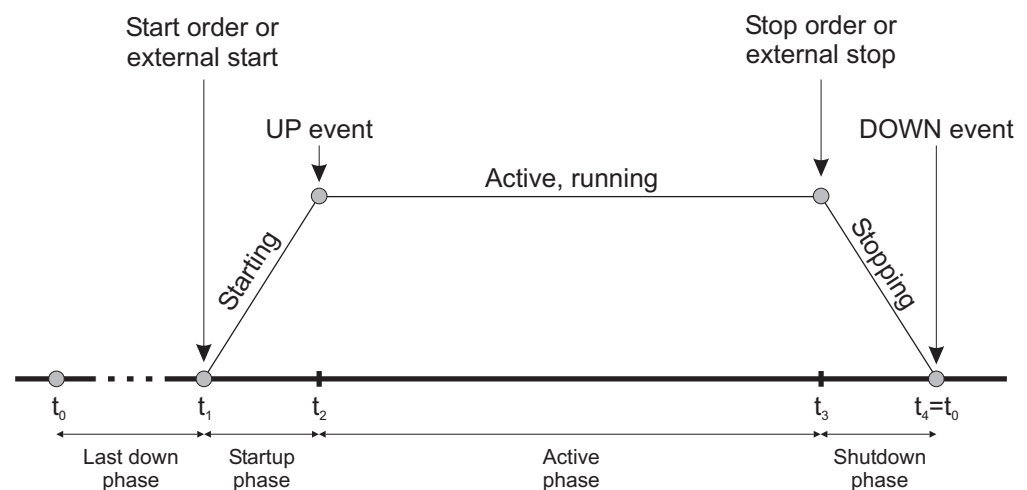 Start order or
external start
Stop order or
external stop
UP event
DOWN event
Active, running
Starting
Stopping
t₀
t₁
t₂
t₃
t₄=t₀
Last down
phase
Startup
phase
Active
phase
Shutdown
phase